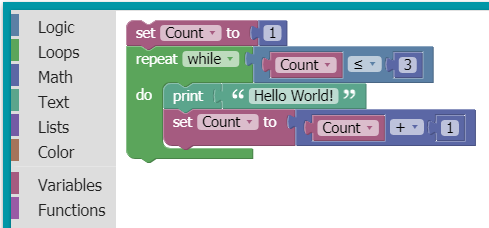 Logic
Loops
Math
Text
Lists
Color
Variables
Functions
set Count to 1
repeat while Count ≤ 3
do print “ Hello World! ”
set Count to Count + 1